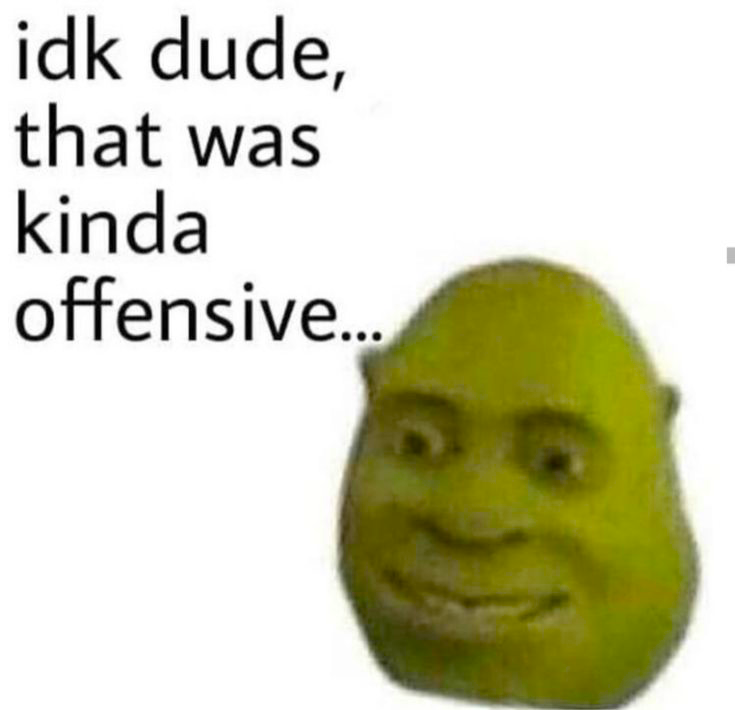 idk dude,
that was
kinda
offensive...